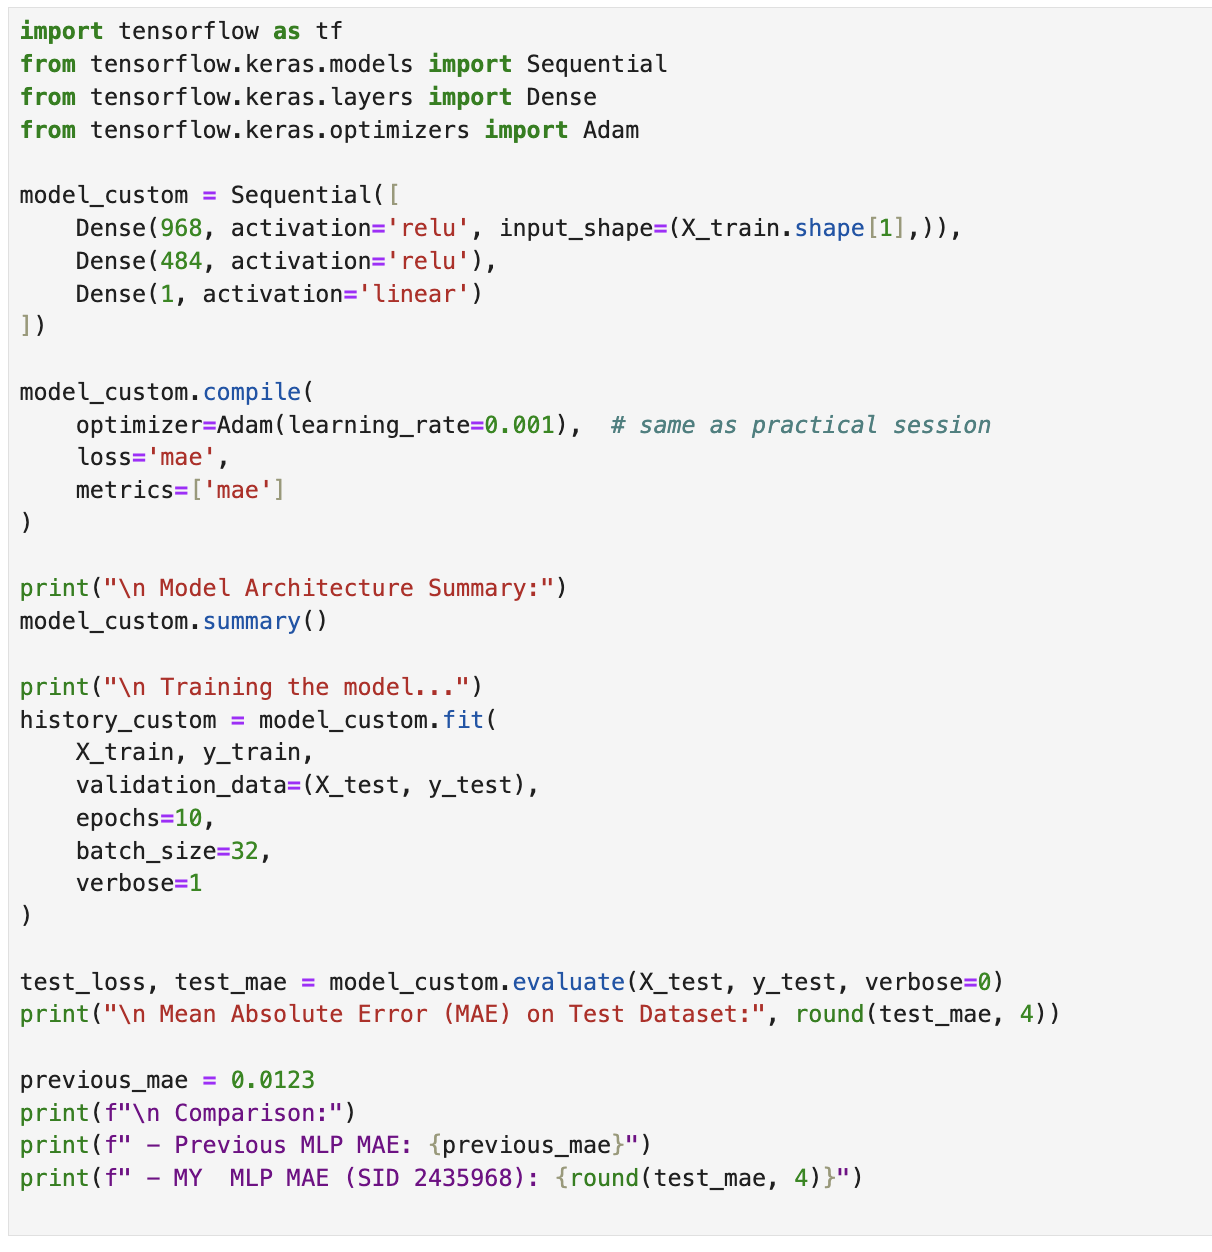 import tensorflow as tf
from tensorflow.keras.models import Sequential
from tensorflow.keras.layers import Dense
from tensorflow.keras.optimizers import Adam

model_custom = Sequential([
    Dense(968, activation='relu', input_shape=(X_train.shape[1],)),
    Dense(484, activation='relu'),
    Dense(1, activation='linear')
])

model_custom.compile(
    optimizer=Adam(learning_rate=0.001),  # same as practical session
    loss='mae',
    metrics=['mae']
)

print("\n Model Architecture Summary:")
model_custom.summary()

print("\n Training the model...")
history_custom = model_custom.fit(
    X_train, y_train,
    validation_data=(X_test, y_test),
    epochs=10,
    batch_size=32,
    verbose=1
)

test_loss, test_mae = model_custom.evaluate(X_test, y_test, verbose=0)
print("\n Mean Absolute Error (MAE) on Test Dataset:", round(test_mae, 4))

previous_mae = 0.0123
print(f"\n Comparison:")
print(f" – Previous MLP MAE: {previous_mae}")
print(f" – MY  MLP MAE (SID 2435968): {round(test_mae, 4)}")